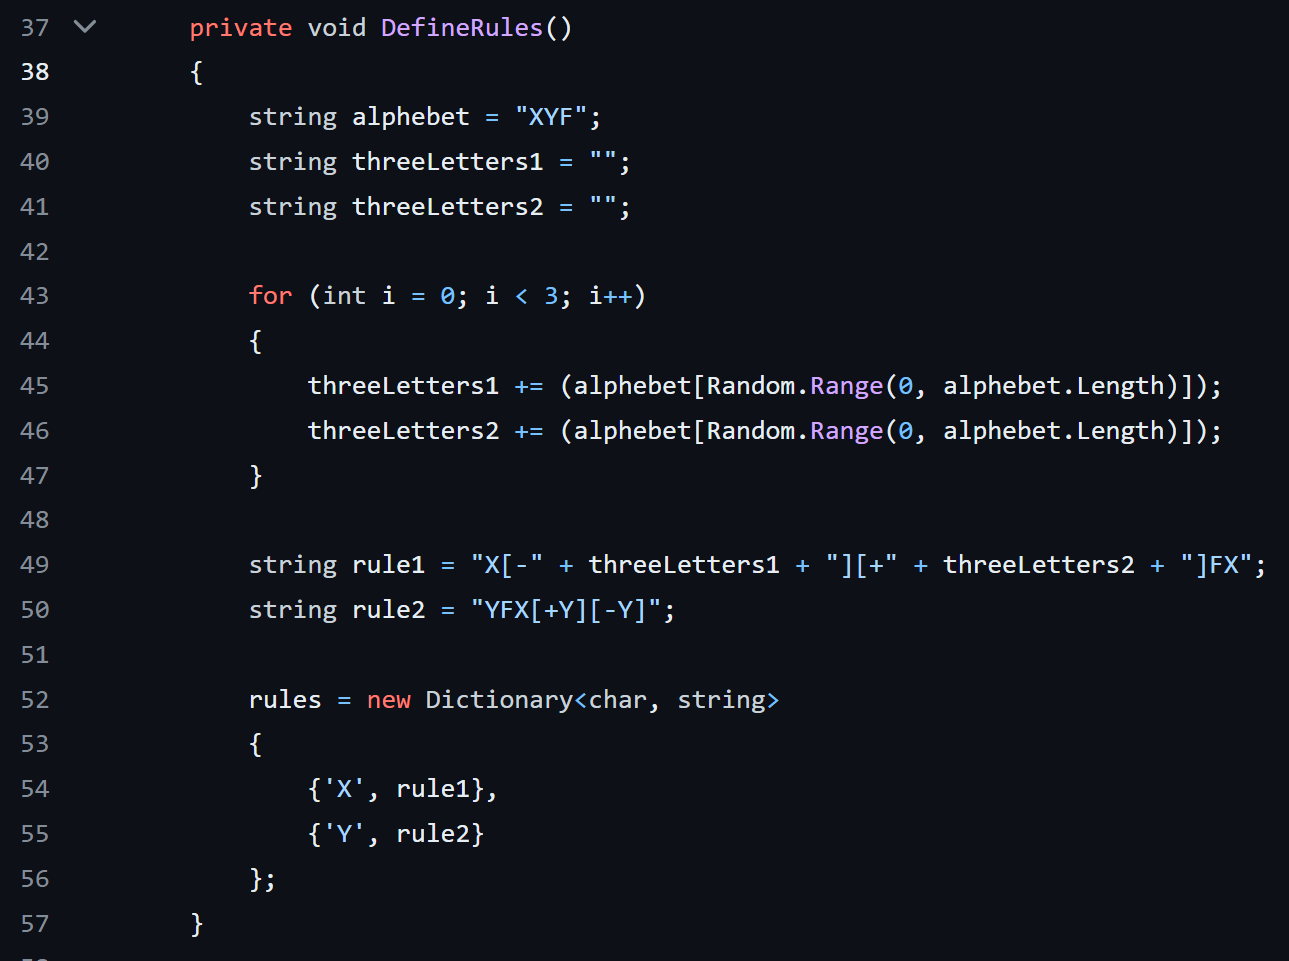 37 private void DefineRules()
38 {
39 string alphebet = "XYF";
40 string threeLetters1 = "";
41 string threeLetters2 = "";
42
43 for (int i = 0; i < 3; i++)
44 {
45 threeLetters1 += (alphebet[Random.Range(0, alphebet.Length)]);
46 threeLetters2 += (alphebet[Random.Range(0, alphebet.Length)]);
47 }
48
49 string rule1 = "X[-" + threeLetters1 + "][+" + threeLetters2 + "]FX";
50 string rule2 = "YFX[+Y][-Y]";
51
52 rules = new Dictionary<char, string>
53 {
54 {'X', rule1},
55 {'Y', rule2}
56 };
57 }